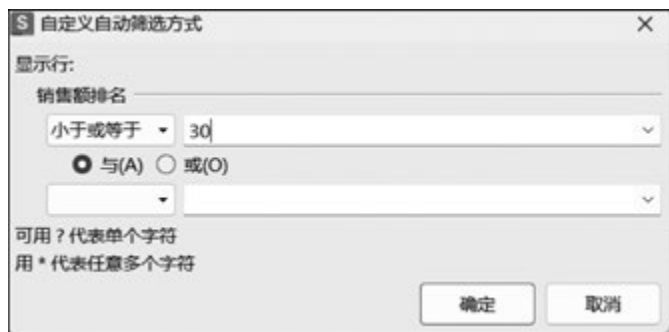 S 自定义自动筛选方式
显示行:
销售额排名
小于或等于 30
与(A) 或(O)
可用 ? 代表单个字符
用 * 代表任意多个字符
确定 取消